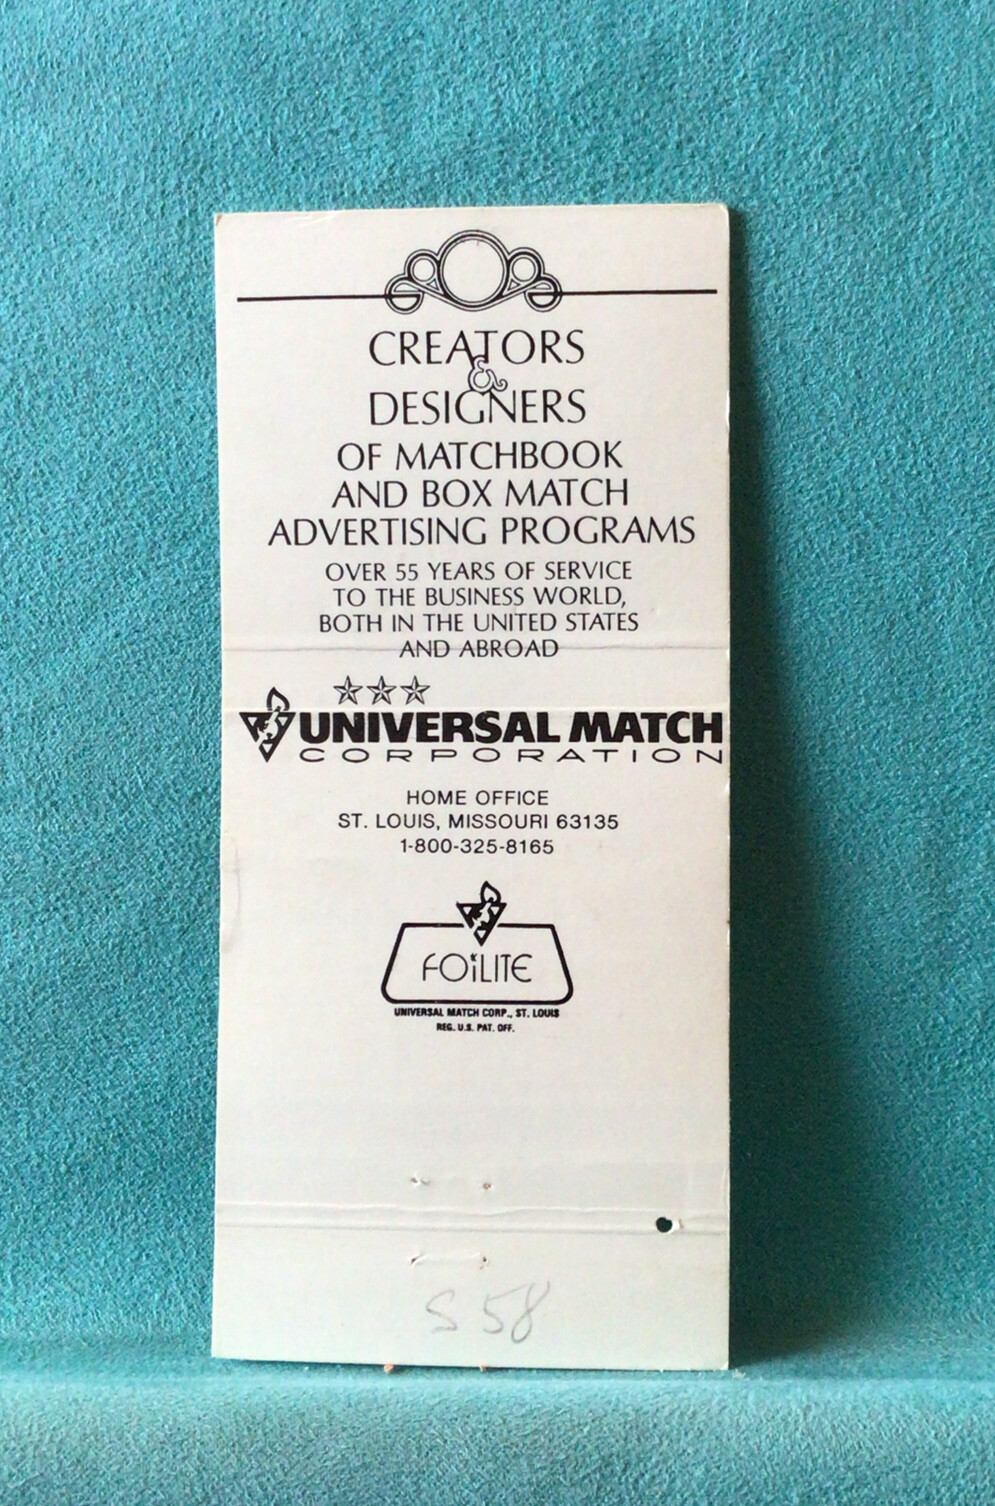 CREATORS
&
DESIGNERS
OF MATCHBOOK
AND BOX MATCH
ADVERTISING PROGRAMS
OVER 55 YEARS OF SERVICE
TO THE BUSINESS WORLD,
BOTH IN THE UNITED STATES
AND ABROAD
UNIVERSAL MATCH
CORPORATION
HOME OFFICE
ST. LOUIS, MISSOURI 63135
1-800-325-8165
FOiLITE
UNIVERSAL MATCH CORP., ST. LOUIS
REG. U.S. PAT. OFF.
S 58